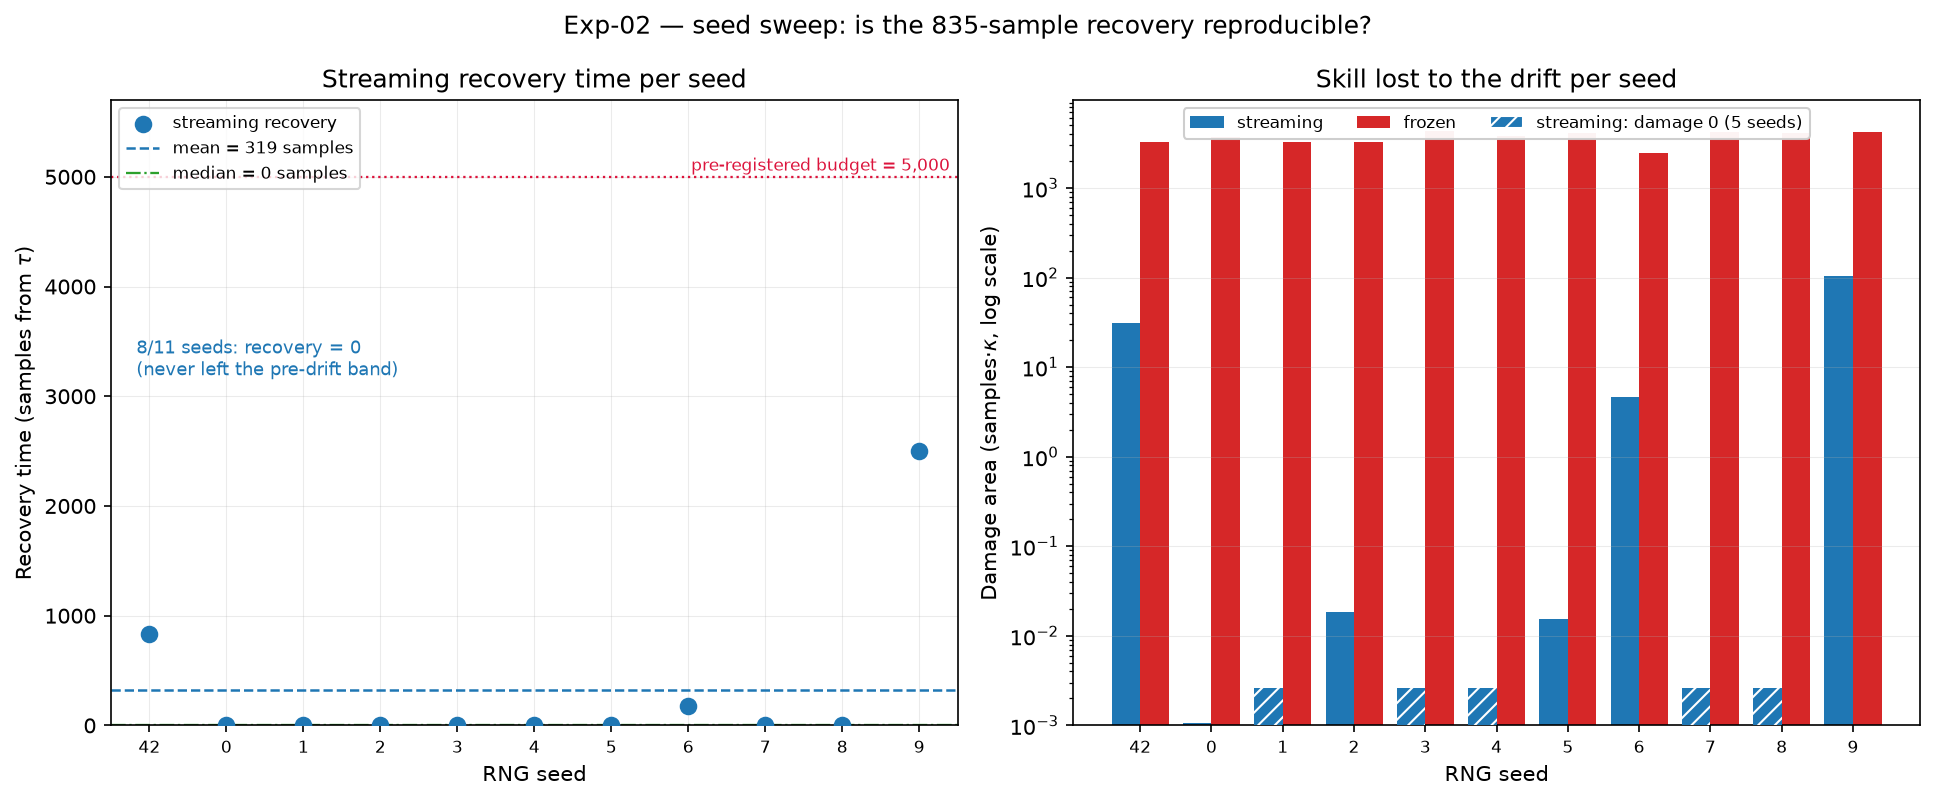 Exp-02 — seed sweep: is the 835-sample recovery reproducible?
Streaming recovery time per seed
streaming recovery
mean = 319 samples
median = 0 samples
pre-registered budget = 5,000
8/11 seeds: recovery = 0
(never left the pre-drift band)
Recovery time (samples from τ)
5000
4000
3000
2000
1000
0
42 0 1 2 3 4 5 6 7 8 9
RNG seed
Skill lost to the drift per seed
streaming frozen streaming: damage 0 (5 seeds)
Damage area (samples·κ, log scale)
10³
10²
10¹
10⁰
10⁻¹
10⁻²
10⁻³
42 0 1 2 3 4 5 6 7 8 9
RNG seed